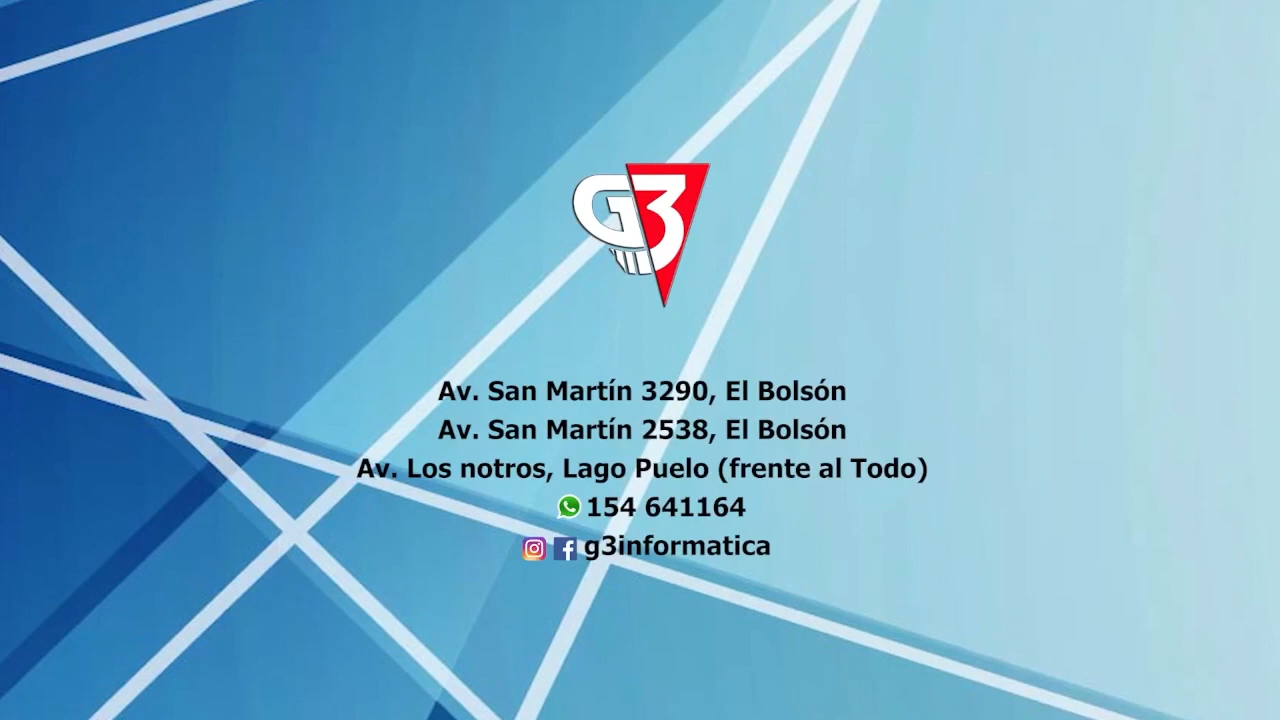 G3
Av. San Martín 3290, El Bolsón
Av. San Martín 2538, El Bolsón
Av. Los notros, Lago Puelo (frente al Todo)
154 641164
g3informatica